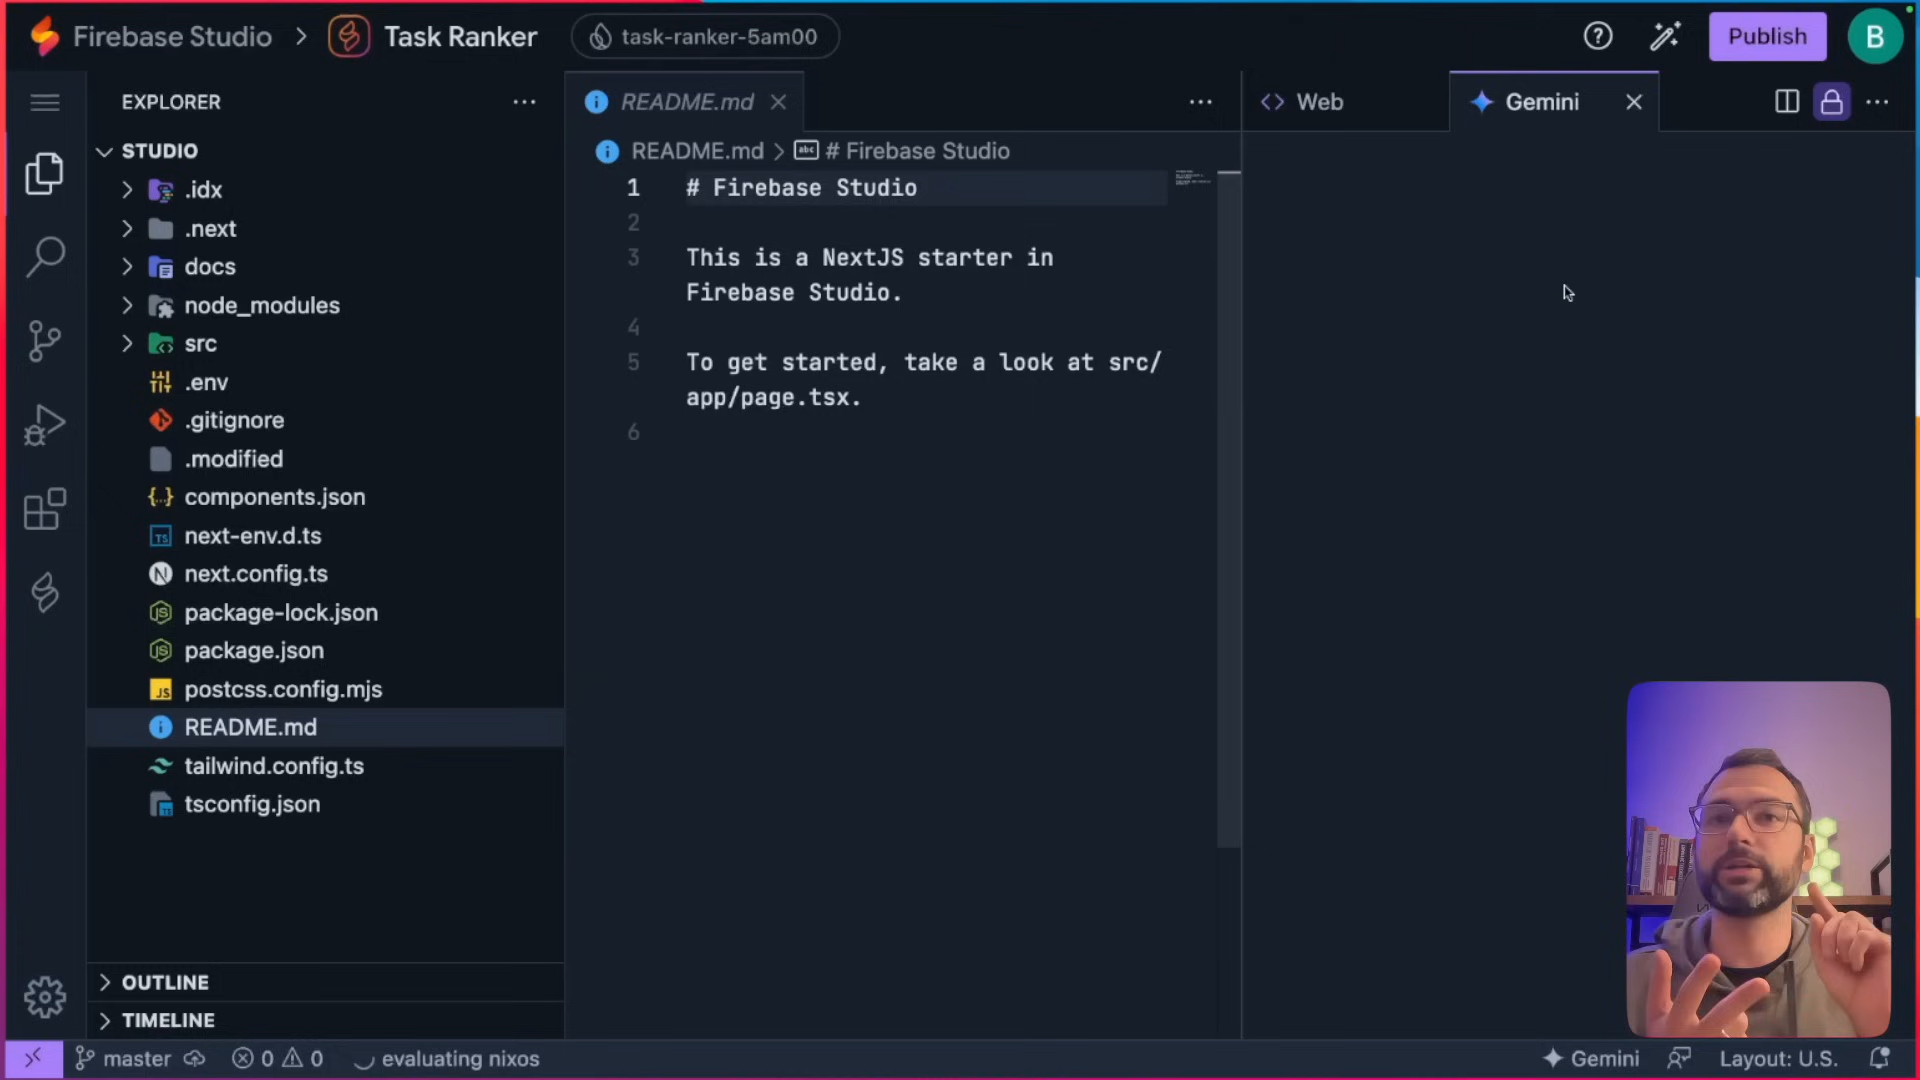 Firebase Studio > Task Ranker task-ranker-5am00 Publish B
EXPLORER
STUDIO
.idx
.next
docs
node_modules
src
.env
.gitignore
.modified
components.json
next-env.d.ts
next.config.ts
package-lock.json
package.json
postcss.config.mjs
README.md
tailwind.config.ts
tsconfig.json
OUTLINE
TIMELINE
README.md
README.md > # Firebase Studio
1 # Firebase Studio
2
3 This is a NextJS starter in
Firebase Studio.
4
5 To get started, take a look at src/
app/page.tsx.
6
Web Gemini
master 0 0 evaluating nixos Gemini Layout: U.S.